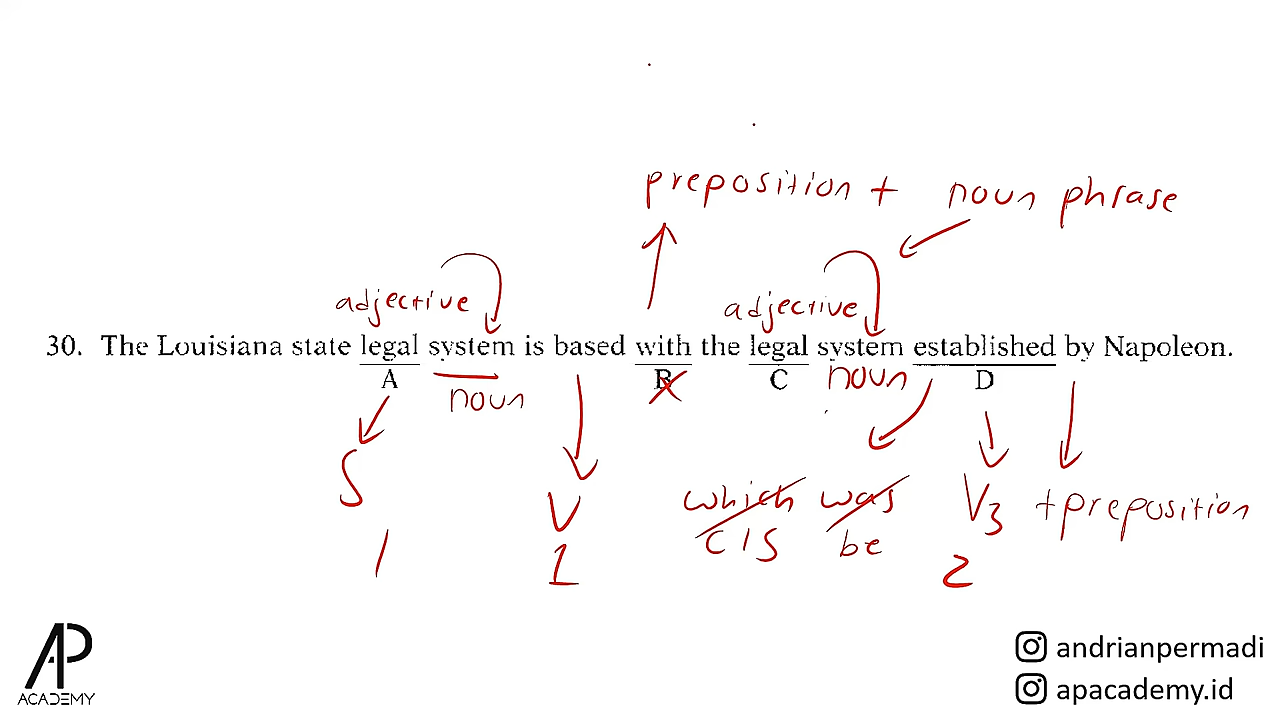 preposition + noun phrase
adjective adjective
30. The Louisiana state legal system is based with the legal system established by Napoleon.
A B C D
noun noun
S V which was V3 + preposition
C/S be
1 1 2
AP
ACADEMY
andrianpermadi
apacademy.id